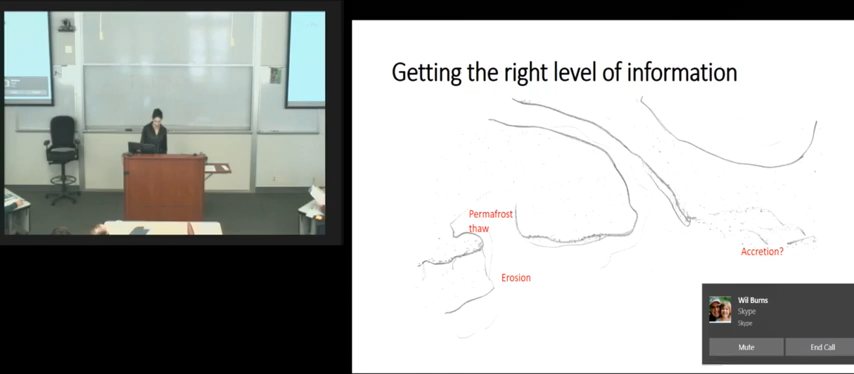 Getting the right level of information
Permafrost
thaw
Erosion
Accretion?
Wil Burns
Skype
Skype
Mute
End Call